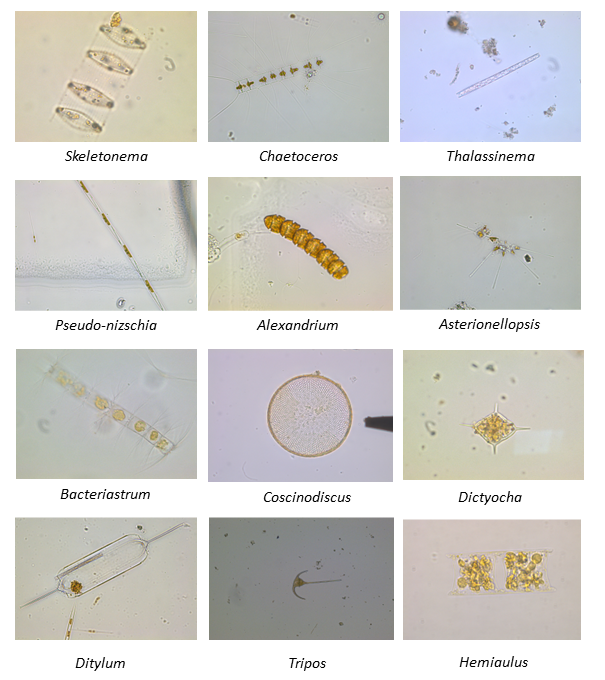 Skeletonema
Chaetoceros
Thalassinema
Pseudo-nizschia
Alexandrium
Asterionellopsis
Bacteriastrum
Coscinodiscus
Dictyocha
Ditylum
Tripos
Hemiaulus